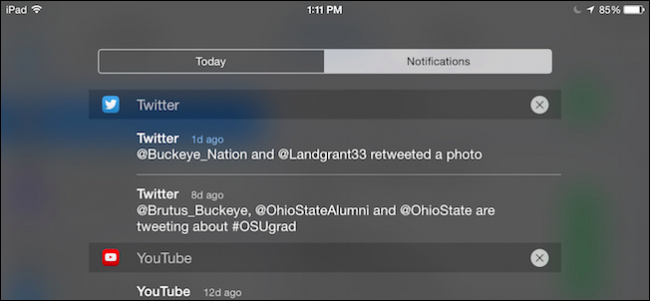 iPad 1:11 PM 85%
Today Notifications
Twitter
Twitter 1d ago
@Buckeye_Nation and @Landgrant33 retweeted a photo
Twitter 8d ago
@Brutus_Buckeye, @OhioStateAlumni and @OhioState are
tweeting about #OSUgrad
YouTube
YouTube 12d ago